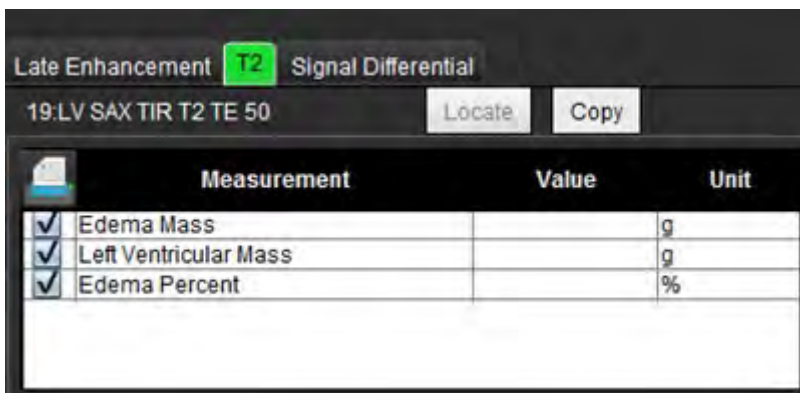 Late Enhancement T2 Signal Differential
19:LV SAX TIR T2 TE 50 Locate Copy
Measurement Value Unit
Edema Mass g
Left Ventricular Mass g
Edema Percent %